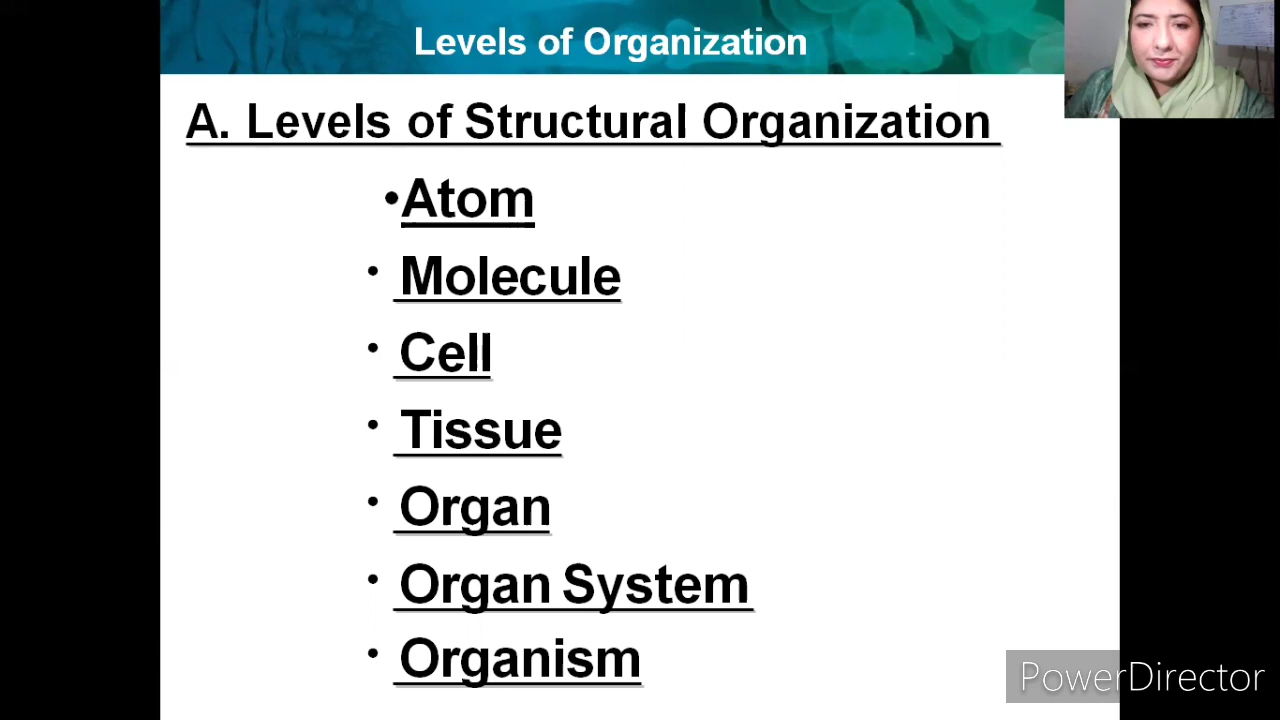 Levels of Organization
A. Levels of Structural Organization
•Atom
• Molecule
• Cell
• Tissue
• Organ
• Organ System
• Organism
PowerDirector